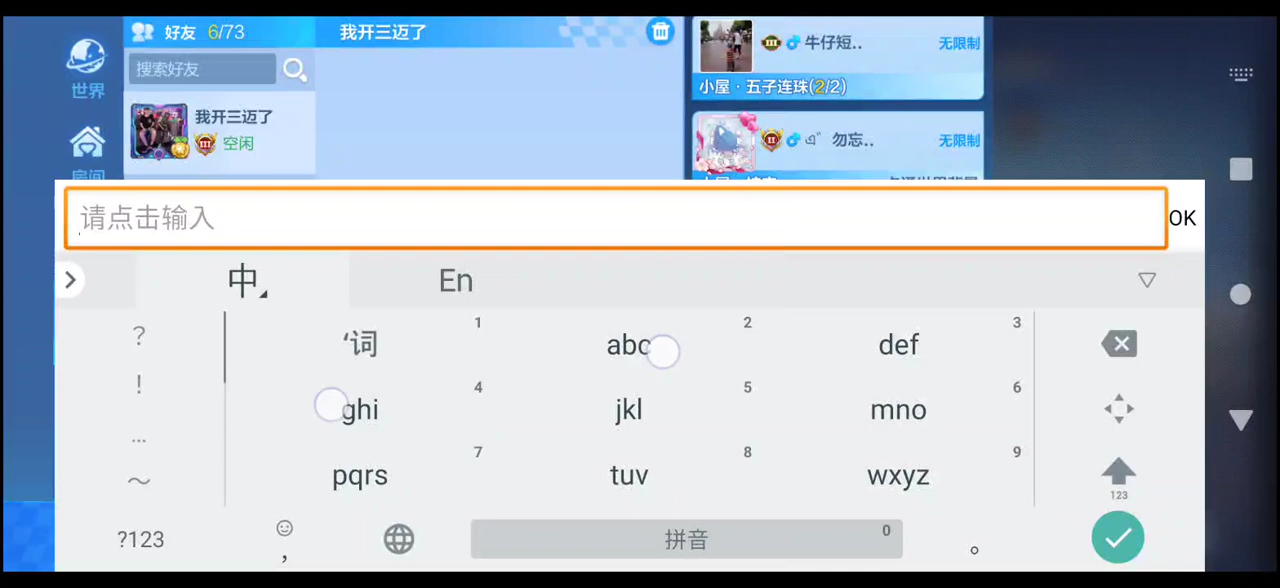 好友 6/73
我开三迈了
世界
搜索好友
我开三迈了
空闲
房间
牛仔短..
无限制
小屋·五子连珠(2/2)
勿忘..
无限制
请点击输入
OK
中
En
?
!
…
～
‘词
1
abc
2
def
3
ghi
4
jkl
5
mno
6
pqrs
7
tuv
8
wxyz
9
123
?123
,
拼音
0
。